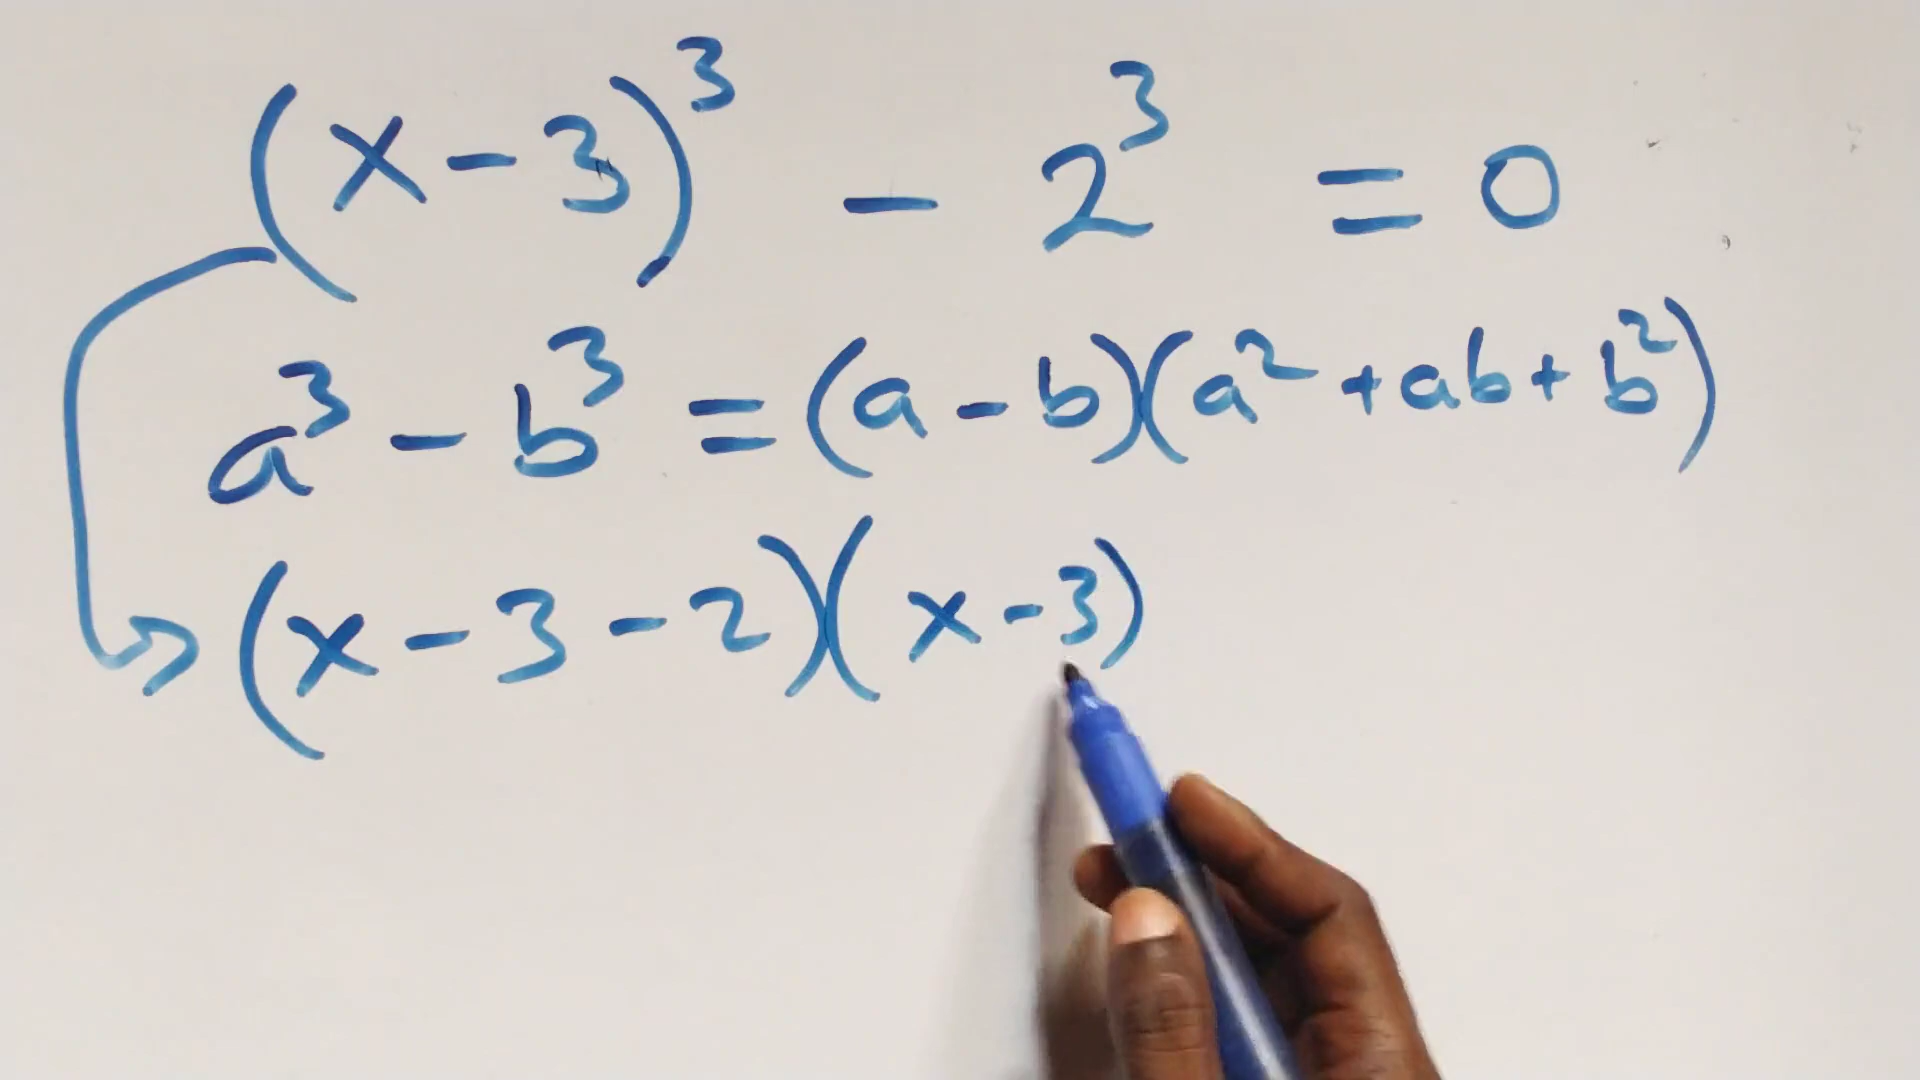 (x - 3)³ - 2³ = 0
a³ - b³ = (a - b)(a² + ab + b²)
(x - 3 - 2)(x - 3)